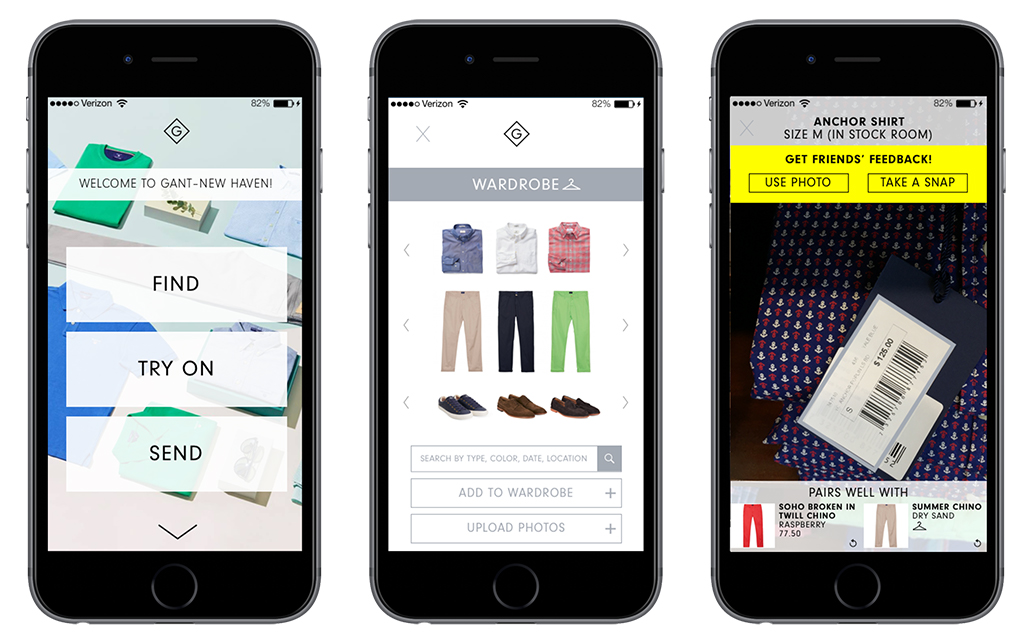 Verizon 82%
G
WELCOME TO GANT-NEW HAVEN!
FIND
TRY ON
SEND
Verizon 82%
G
WARDROBE
SEARCH BY TYPE, COLOR, DATE, LOCATION
ADD TO WARDROBE +
UPLOAD PHOTOS +
Verizon 82%
ANCHOR SHIRT
SIZE M (IN STOCK ROOM)
GET FRIENDS' FEEDBACK!
USE PHOTO TAKE A SNAP
$125.00
S
PAIRS WELL WITH
SOHO BROKEN IN
TWILL CHINO
RASPBERRY
77.50
SUMMER CHINO
DRY SAND